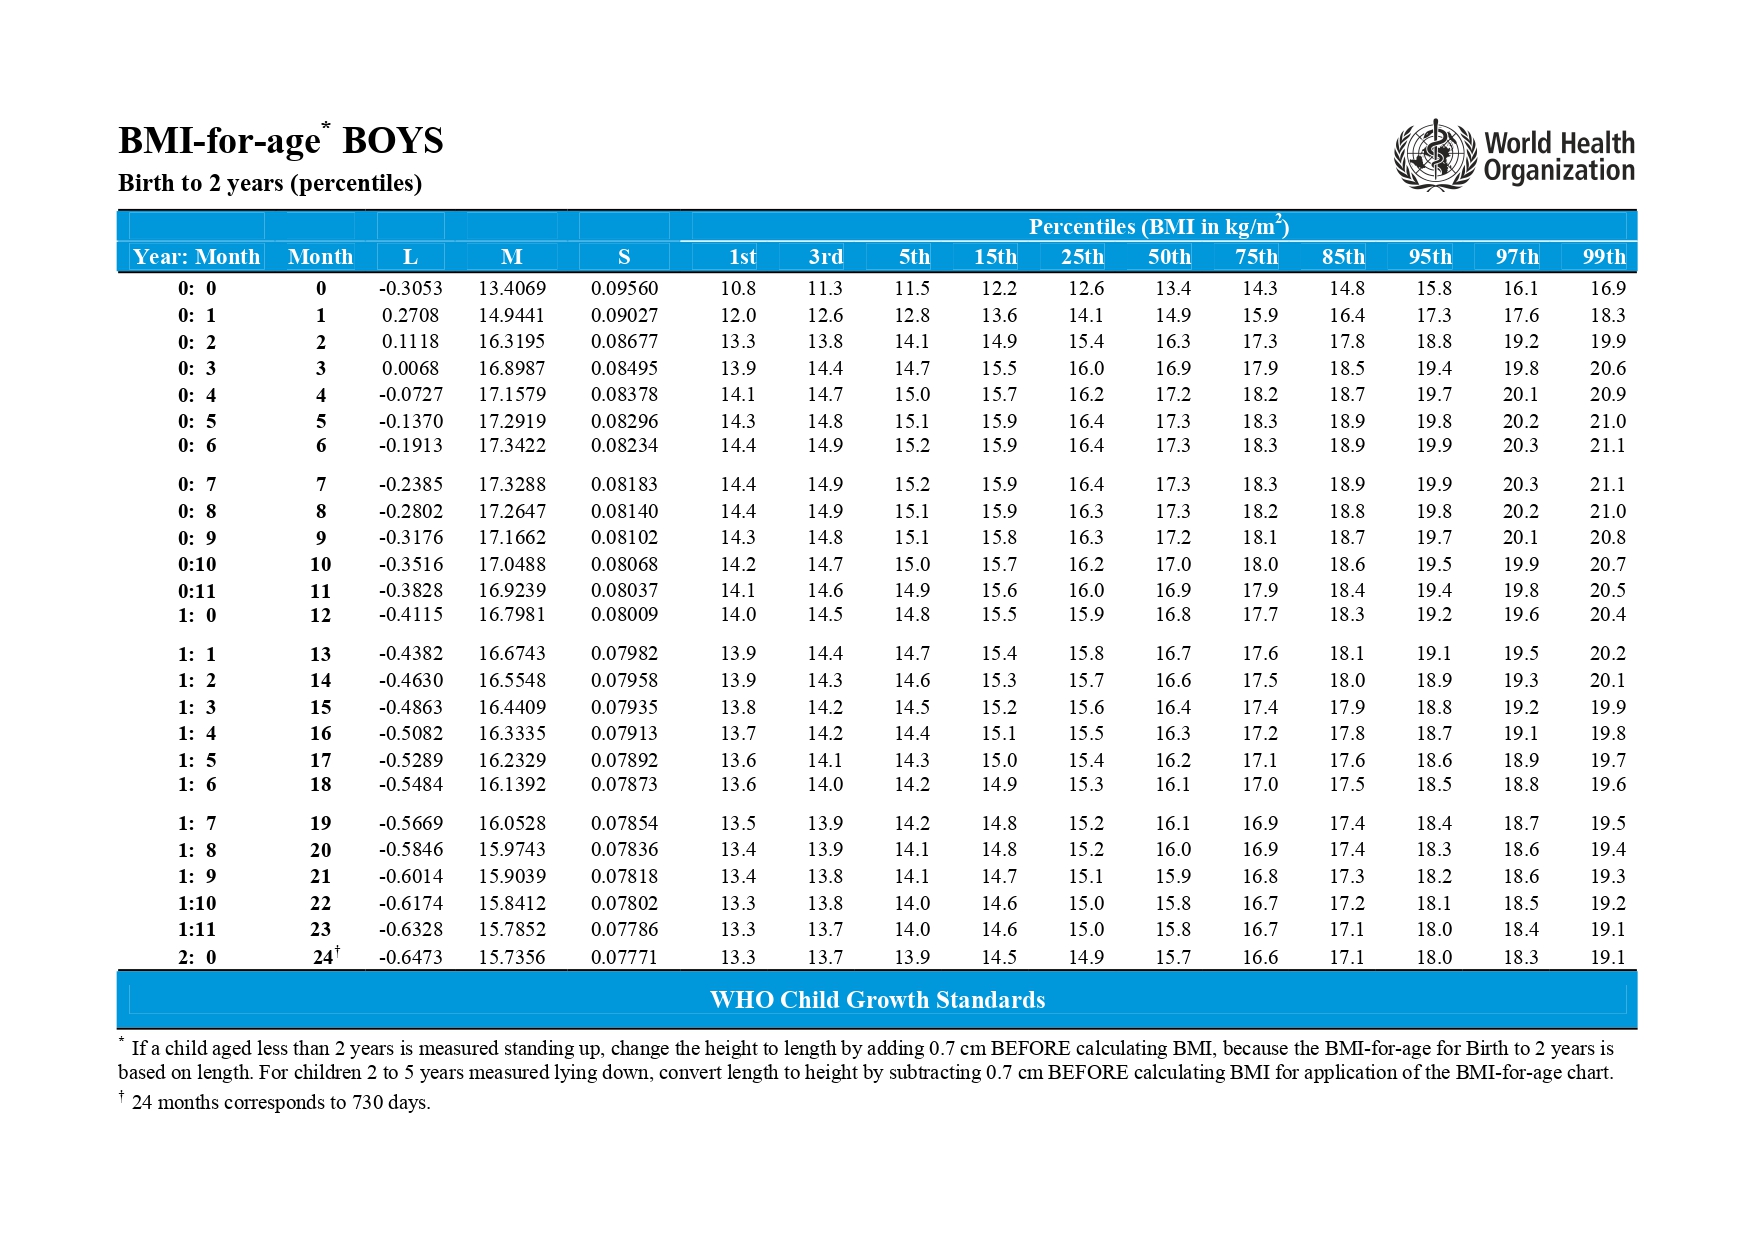 BMI-for-age* BOYS
Birth to 2 years (percentiles)
World Health
Organization
Percentiles (BMI in kg/m²)
Year: Month Month L M S 1st 3rd 5th 15th 25th 50th 75th 85th 95th 97th 99th
0: 0 0 -0.3053 13.4069 0.09560 10.8 11.3 11.5 12.2 12.6 13.4 14.3 14.8 15.8 16.1 16.9
0: 1 1 0.2708 14.9441 0.09027 12.0 12.6 12.8 13.6 14.1 14.9 15.9 16.4 17.3 17.6 18.3
0: 2 2 0.1118 16.3195 0.08677 13.3 13.8 14.1 14.9 15.4 16.3 17.3 17.8 18.8 19.2 19.9
0: 3 3 0.0068 16.8987 0.08495 13.9 14.4 14.7 15.5 16.0 16.9 17.9 18.5 19.4 19.8 20.6
0: 4 4 -0.0727 17.1579 0.08378 14.1 14.7 15.0 15.7 16.2 17.2 18.2 18.7 19.7 20.1 20.9
0: 5 5 -0.1370 17.2919 0.08296 14.3 14.8 15.1 15.9 16.4 17.3 18.3 18.9 19.8 20.2 21.0
0: 6 6 -0.1913 17.3422 0.08234 14.4 14.9 15.2 15.9 16.4 17.3 18.3 18.9 19.9 20.3 21.1
0: 7 7 -0.2385 17.3288 0.08183 14.4 14.9 15.2 15.9 16.4 17.3 18.3 18.9 19.9 20.3 21.1
0: 8 8 -0.2802 17.2647 0.08140 14.4 14.9 15.1 15.9 16.3 17.3 18.2 18.8 19.8 20.2 21.0
0: 9 9 -0.3176 17.1662 0.08102 14.3 14.8 15.1 15.8 16.3 17.2 18.1 18.7 19.7 20.1 20.8
0:10 10 -0.3516 17.0488 0.08068 14.2 14.7 15.0 15.7 16.2 17.0 18.0 18.6 19.5 19.9 20.7
0:11 11 -0.3828 16.9239 0.08037 14.1 14.6 14.9 15.6 16.0 16.9 17.9 18.4 19.4 19.8 20.5
1: 0 12 -0.4115 16.7981 0.08009 14.0 14.5 14.8 15.5 15.9 16.8 17.7 18.3 19.2 19.6 20.4
1: 1 13 -0.4382 16.6743 0.07982 13.9 14.4 14.7 15.4 15.8 16.7 17.6 18.1 19.1 19.5 20.2
1: 2 14 -0.4630 16.5548 0.07958 13.9 14.3 14.6 15.3 15.7 16.6 17.5 18.0 18.9 19.3 20.1
1: 3 15 -0.4863 16.4409 0.07935 13.8 14.2 14.5 15.2 15.6 16.4 17.4 17.9 18.8 19.2 19.9
1: 4 16 -0.5082 16.3335 0.07913 13.7 14.2 14.4 15.1 15.5 16.3 17.2 17.8 18.7 19.1 19.8
1: 5 17 -0.5289 16.2329 0.07892 13.6 14.1 14.3 15.0 15.4 16.2 17.1 17.6 18.6 18.9 19.7
1: 6 18 -0.5484 16.1392 0.07873 13.6 14.0 14.2 14.9 15.3 16.1 17.0 17.5 18.5 18.8 19.6
1: 7 19 -0.5669 16.0528 0.07854 13.5 13.9 14.2 14.8 15.2 16.1 16.9 17.4 18.4 18.7 19.5
1: 8 20 -0.5846 15.9743 0.07836 13.4 13.9 14.1 14.8 15.2 16.0 16.9 17.4 18.3 18.6 19.4
1: 9 21 -0.6014 15.9039 0.07818 13.4 13.8 14.1 14.7 15.1 15.9 16.8 17.3 18.2 18.6 19.3
1:10 22 -0.6174 15.8412 0.07802 13.3 13.8 14.0 14.6 15.0 15.8 16.7 17.2 18.1 18.5 19.2
1:11 23 -0.6328 15.7852 0.07786 13.3 13.7 14.0 14.6 15.0 15.8 16.7 17.1 18.0 18.4 19.1
2: 0 24† -0.6473 15.7356 0.07771 13.3 13.7 13.9 14.5 14.9 15.7 16.6 17.1 18.0 18.3 19.1
WHO Child Growth Standards
* If a child aged less than 2 years is measured standing up, change the height to length by adding 0.7 cm BEFORE calculating BMI, because the BMI-for-age for Birth to 2 years is
based on length. For children 2 to 5 years measured lying down, convert length to height by subtracting 0.7 cm BEFORE calculating BMI for application of the BMI-for-age chart.
† 24 months corresponds to 730 days.